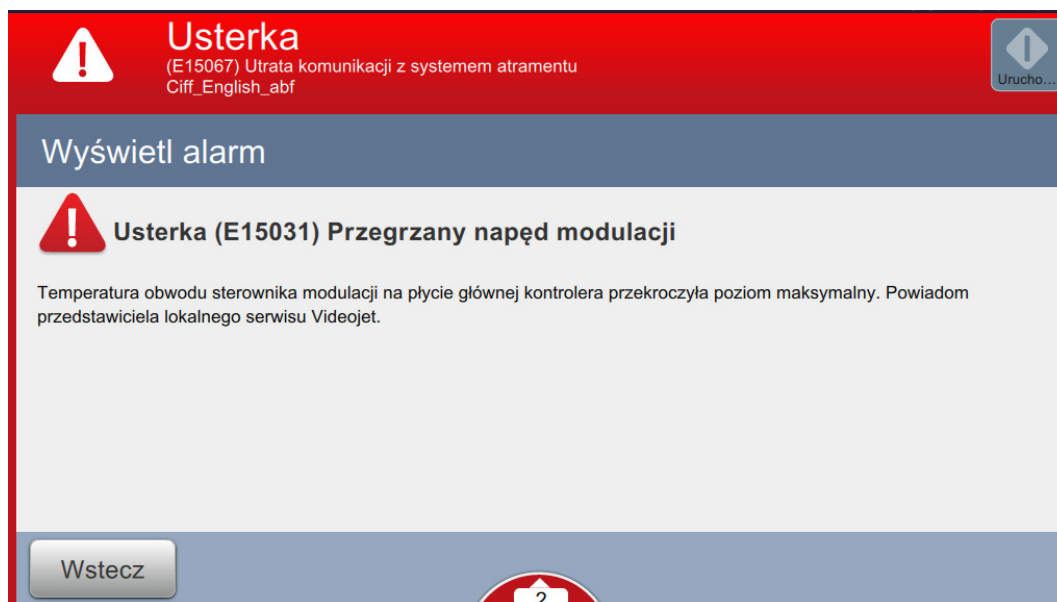 Usterka
(E15067) Utrata komunikacji z systemem atramentu
Ciff_English_abf
Urucho...
Wyświetl alarm
Usterka (E15031) Przegrzany napęd modulacji
Temperatura obwodu sterownika modulacji na płycie głównej kontrolera przekroczyła poziom maksymalny. Powiadom
przedstawiciela lokalnego serwisu Videojet.
Wstecz
2